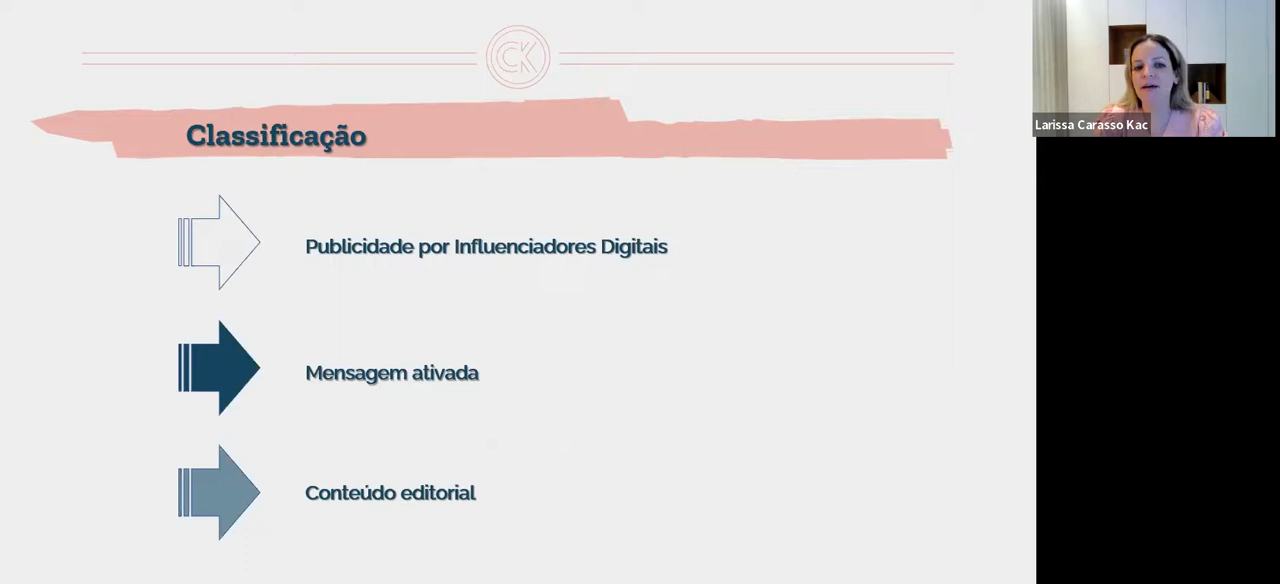 CK
Classificação
Publicidade por Influenciadores Digitais
Mensagem ativada
Conteúdo editorial
Larissa Carasso Kac